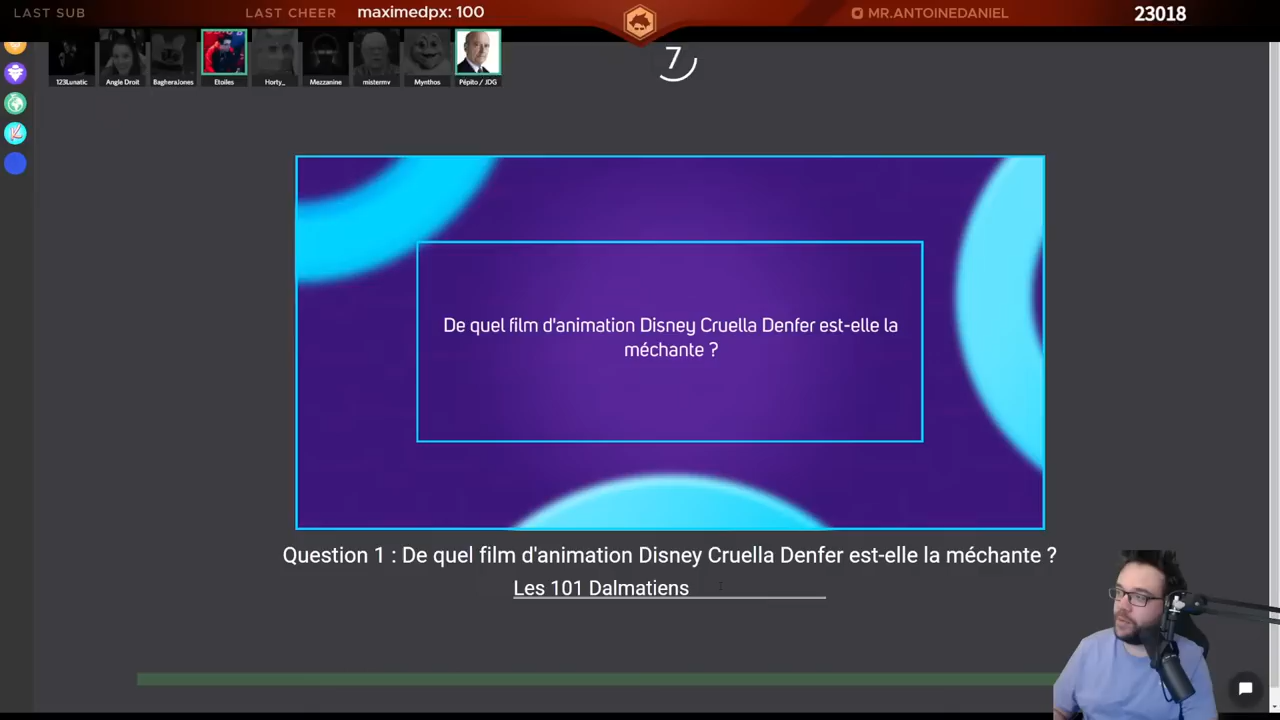 LAST SUB LAST CHEER maximedpx: 100 MR.ANTOINEDANIEL 23018
7
123Lunatic Angle Droit BagheraJones Etoiles Horty_ Mezzanine mistermv Mynthos Pépito / JDG
De quel film d'animation Disney Cruella Denfer est-elle la
méchante ?
Question 1 : De quel film d'animation Disney Cruella Denfer est-elle la méchante ?
Les 101 Dalmatiens